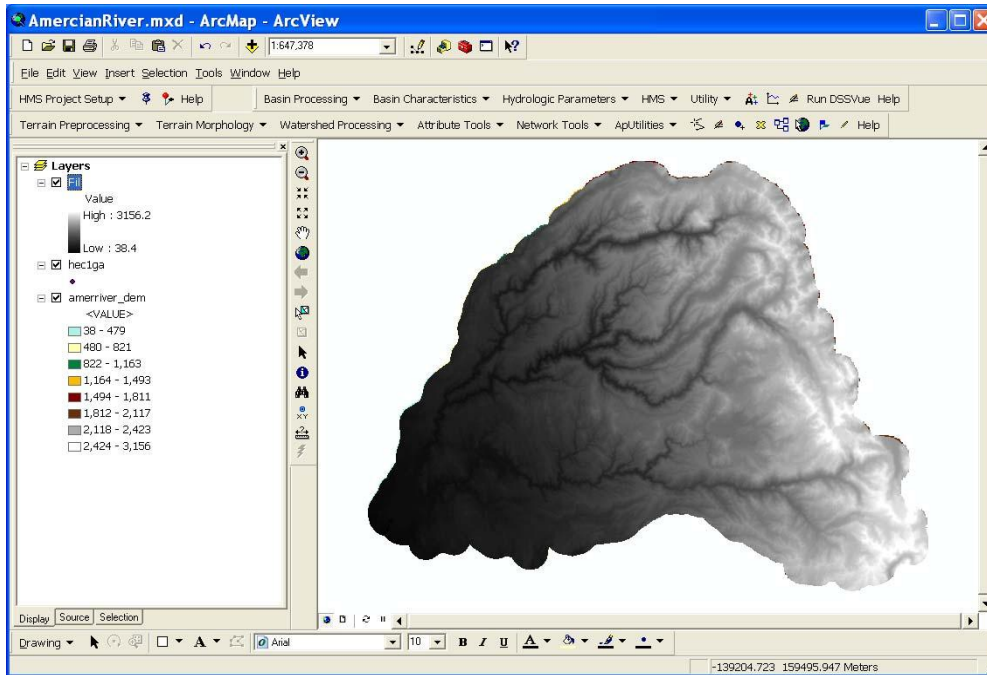 AmercianRiver.mxd - ArcMap - ArcView
1:647,378
File Edit View Insert Selection Tools Window Help
HMS Project Setup Help Basin Processing Basin Characteristics Hydrologic Parameters HMS Utility Run DSSVue Help
Terrain Preprocessing Terrain Morphology Watershed Processing Attribute Tools Network Tools ApUtilities Help
Layers
Fil
Value
High : 3156.2
Low : 38.4
hec1ga
amerriver_dem
<VALUE>
38 - 479
480 - 821
822 - 1,163
1,164 - 1,493
1,494 - 1,811
1,812 - 2,117
2,118 - 2,423
2,424 - 3,156
Display Source Selection
Drawing A Arial 10 B I U A
-139204.723 159495.947 Meters